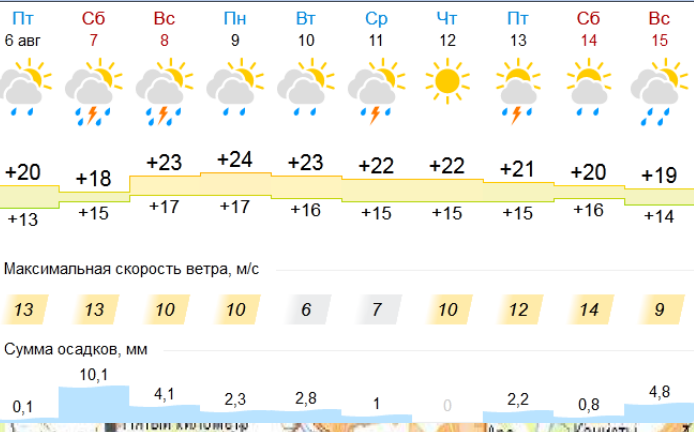 Пт Сб Вс Пн Вт Ср Чт Пт Сб Вс
6 авг 7 8 9 10 11 12 13 14 15
+20 +18 +23 +24 +23 +22 +22 +21 +20 +19
+13 +15 +17 +17 +16 +15 +15 +15 +16 +14
Максимальная скорость ветра, м/с
13 13 10 10 6 7 10 12 14 9
Сумма осадков, мм
0,1 10,1 4,1 2,3 2,8 1 0 2,2 0,8 4,8